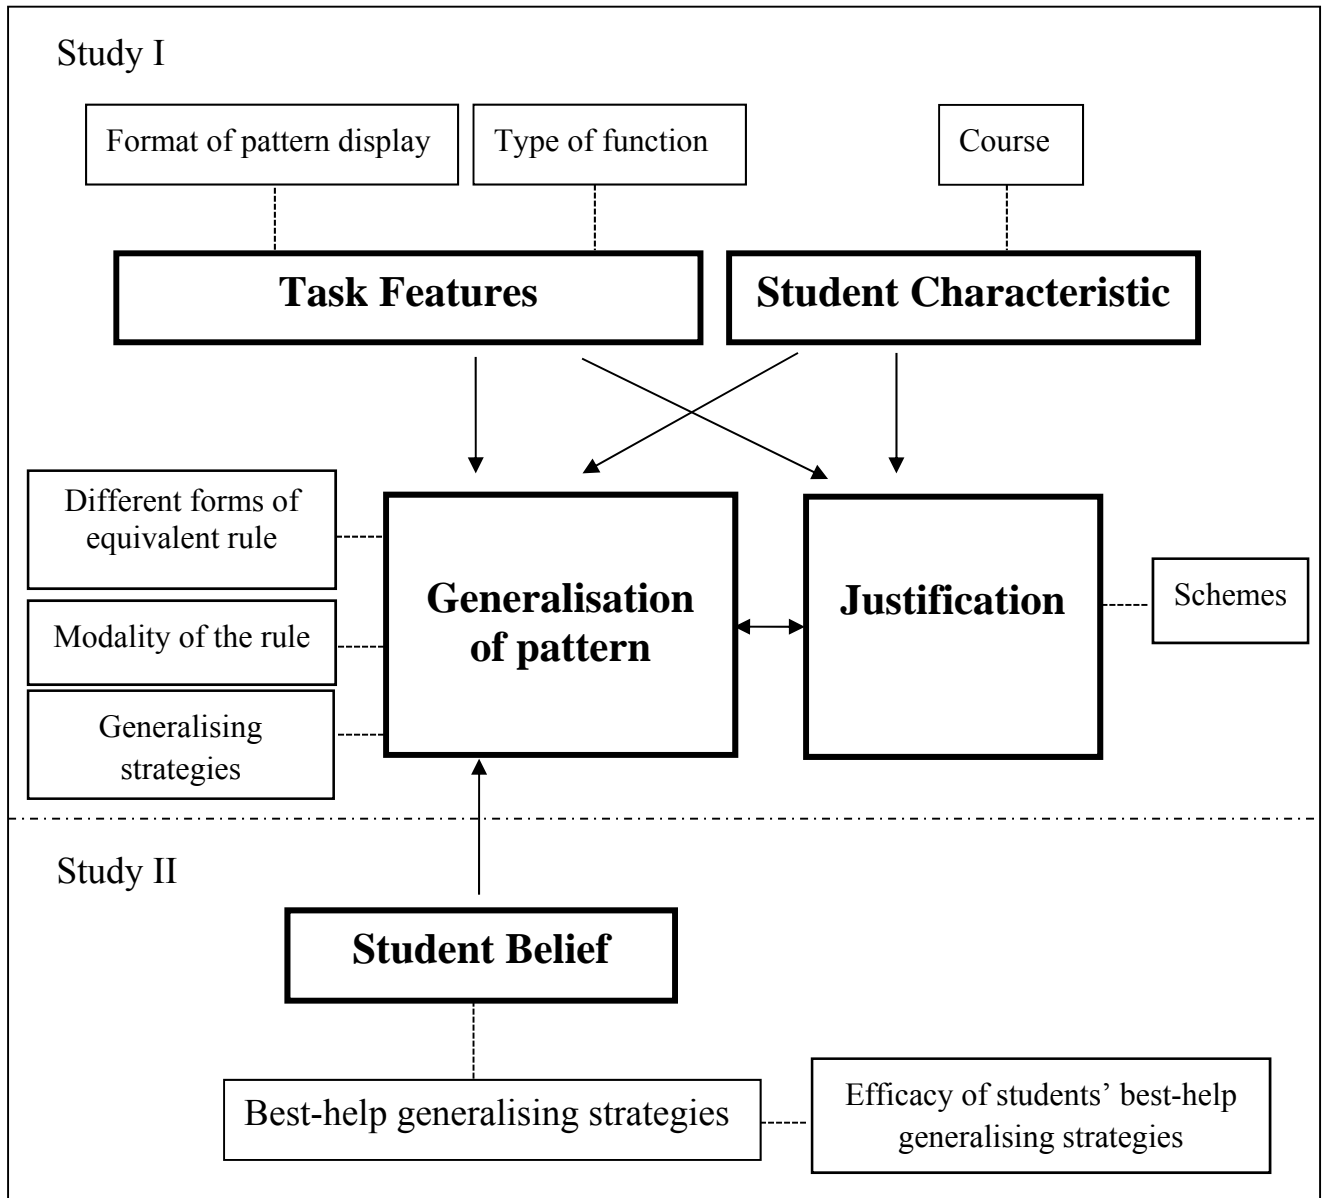 Study I
Format of pattern display
Type of function
Course
Task Features
Student Characteristic
Different forms of
equivalent rule
Modality of the rule
Generalising
strategies
Generalisation
of pattern
Justification
Schemes
Study II
Student Belief
Best-help generalising strategies
Efficacy of students’ best-help
generalising strategies